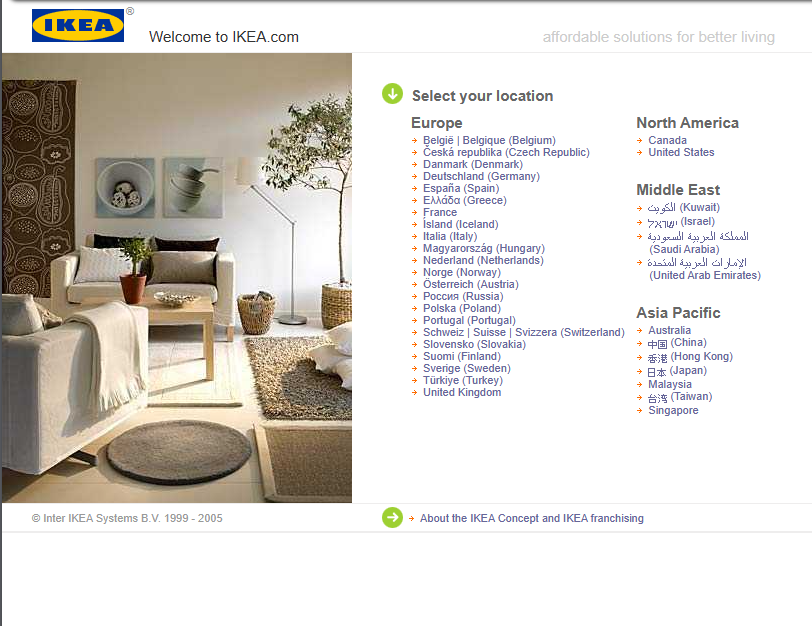 IKEA®
Welcome to IKEA.com
affordable solutions for better living
Select your location
Europe
België | Belgique (Belgium)
Česká republika (Czech Republic)
Danmark (Denmark)
Deutschland (Germany)
España (Spain)
Ελλάδα (Greece)
France
Ísland (Iceland)
Italia (Italy)
Magyarország (Hungary)
Nederland (Netherlands)
Norge (Norway)
Österreich (Austria)
Россия (Russia)
Polska (Poland)
Portugal (Portugal)
Schweiz | Suisse | Svizzera (Switzerland)
Slovensko (Slovakia)
Suomi (Finland)
Sverige (Sweden)
Türkiye (Turkey)
United Kingdom
North America
Canada
United States
Middle East
الكويت (Kuwait)
ישראל (Israel)
المملكة العربية السعودية
(Saudi Arabia)
الإمارات العربية المتحدة
(United Arab Emirates)
Asia Pacific
Australia
中国 (China)
香港 (Hong Kong)
日本 (Japan)
Malaysia
台湾 (Taiwan)
Singapore
© Inter IKEA Systems B.V. 1999 - 2005
About the IKEA Concept and IKEA franchising